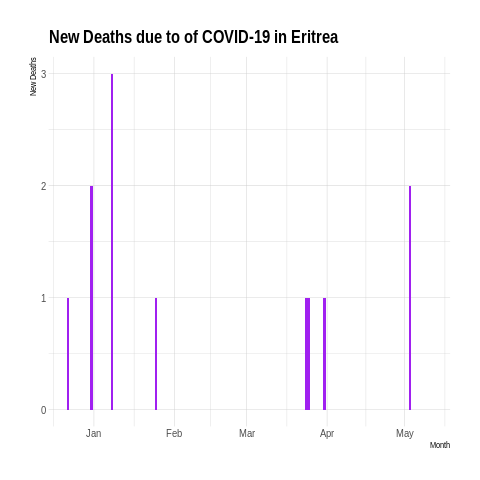 New Deaths due to of COVID-19 in Eritrea
New Deaths
3
2
1
0
Jan Feb Mar Apr May
Month